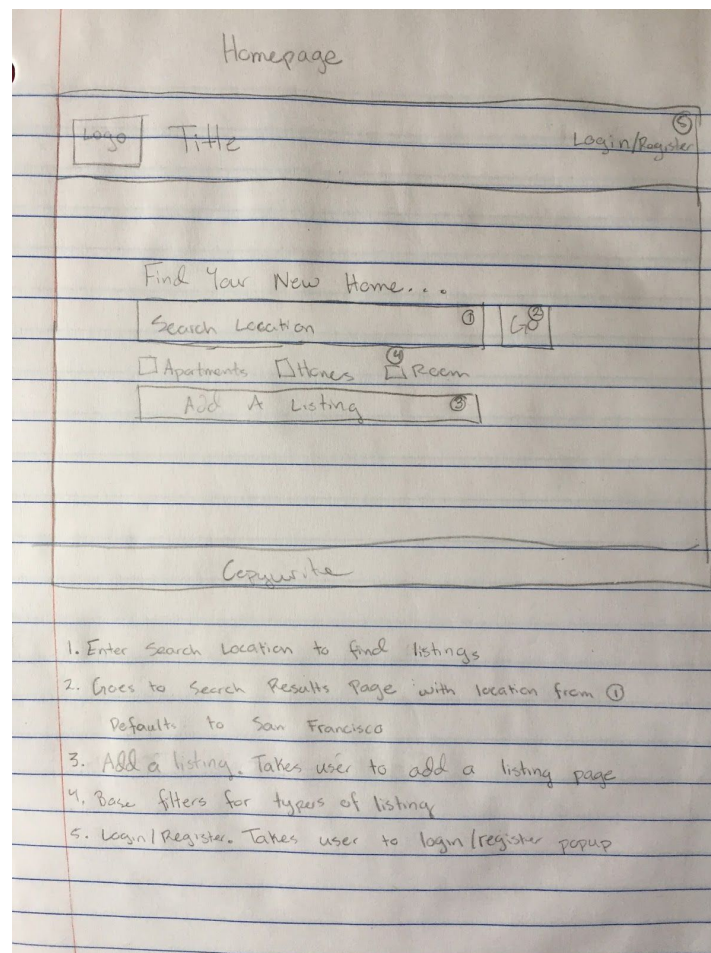 Homepage
Logo Title Login/Register ⑤
Find Your New Home...
Search Location ① Go ②
④
Apartments Homes Room
Add A Listing ③
Copywrite
1. Enter Search Location to find listings
2. Goes to Search Results Page with location from ①
Defaults to San Francisco
3. Add a listing. Takes user to add a listing page
4. Base filters for types of listing
5. Login/Register. Takes user to login/register popup